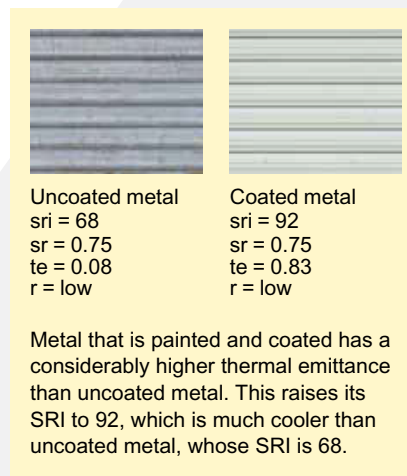 Uncoated metal
sri = 68
sr = 0.75
te = 0.08
r = low
Coated metal
sri = 92
sr = 0.75
te = 0.83
r = low
Metal that is painted and coated has a
considerably higher thermal emittance
than uncoated metal. This raises its
SRI to 92, which is much cooler than
uncoated metal, whose SRI is 68.